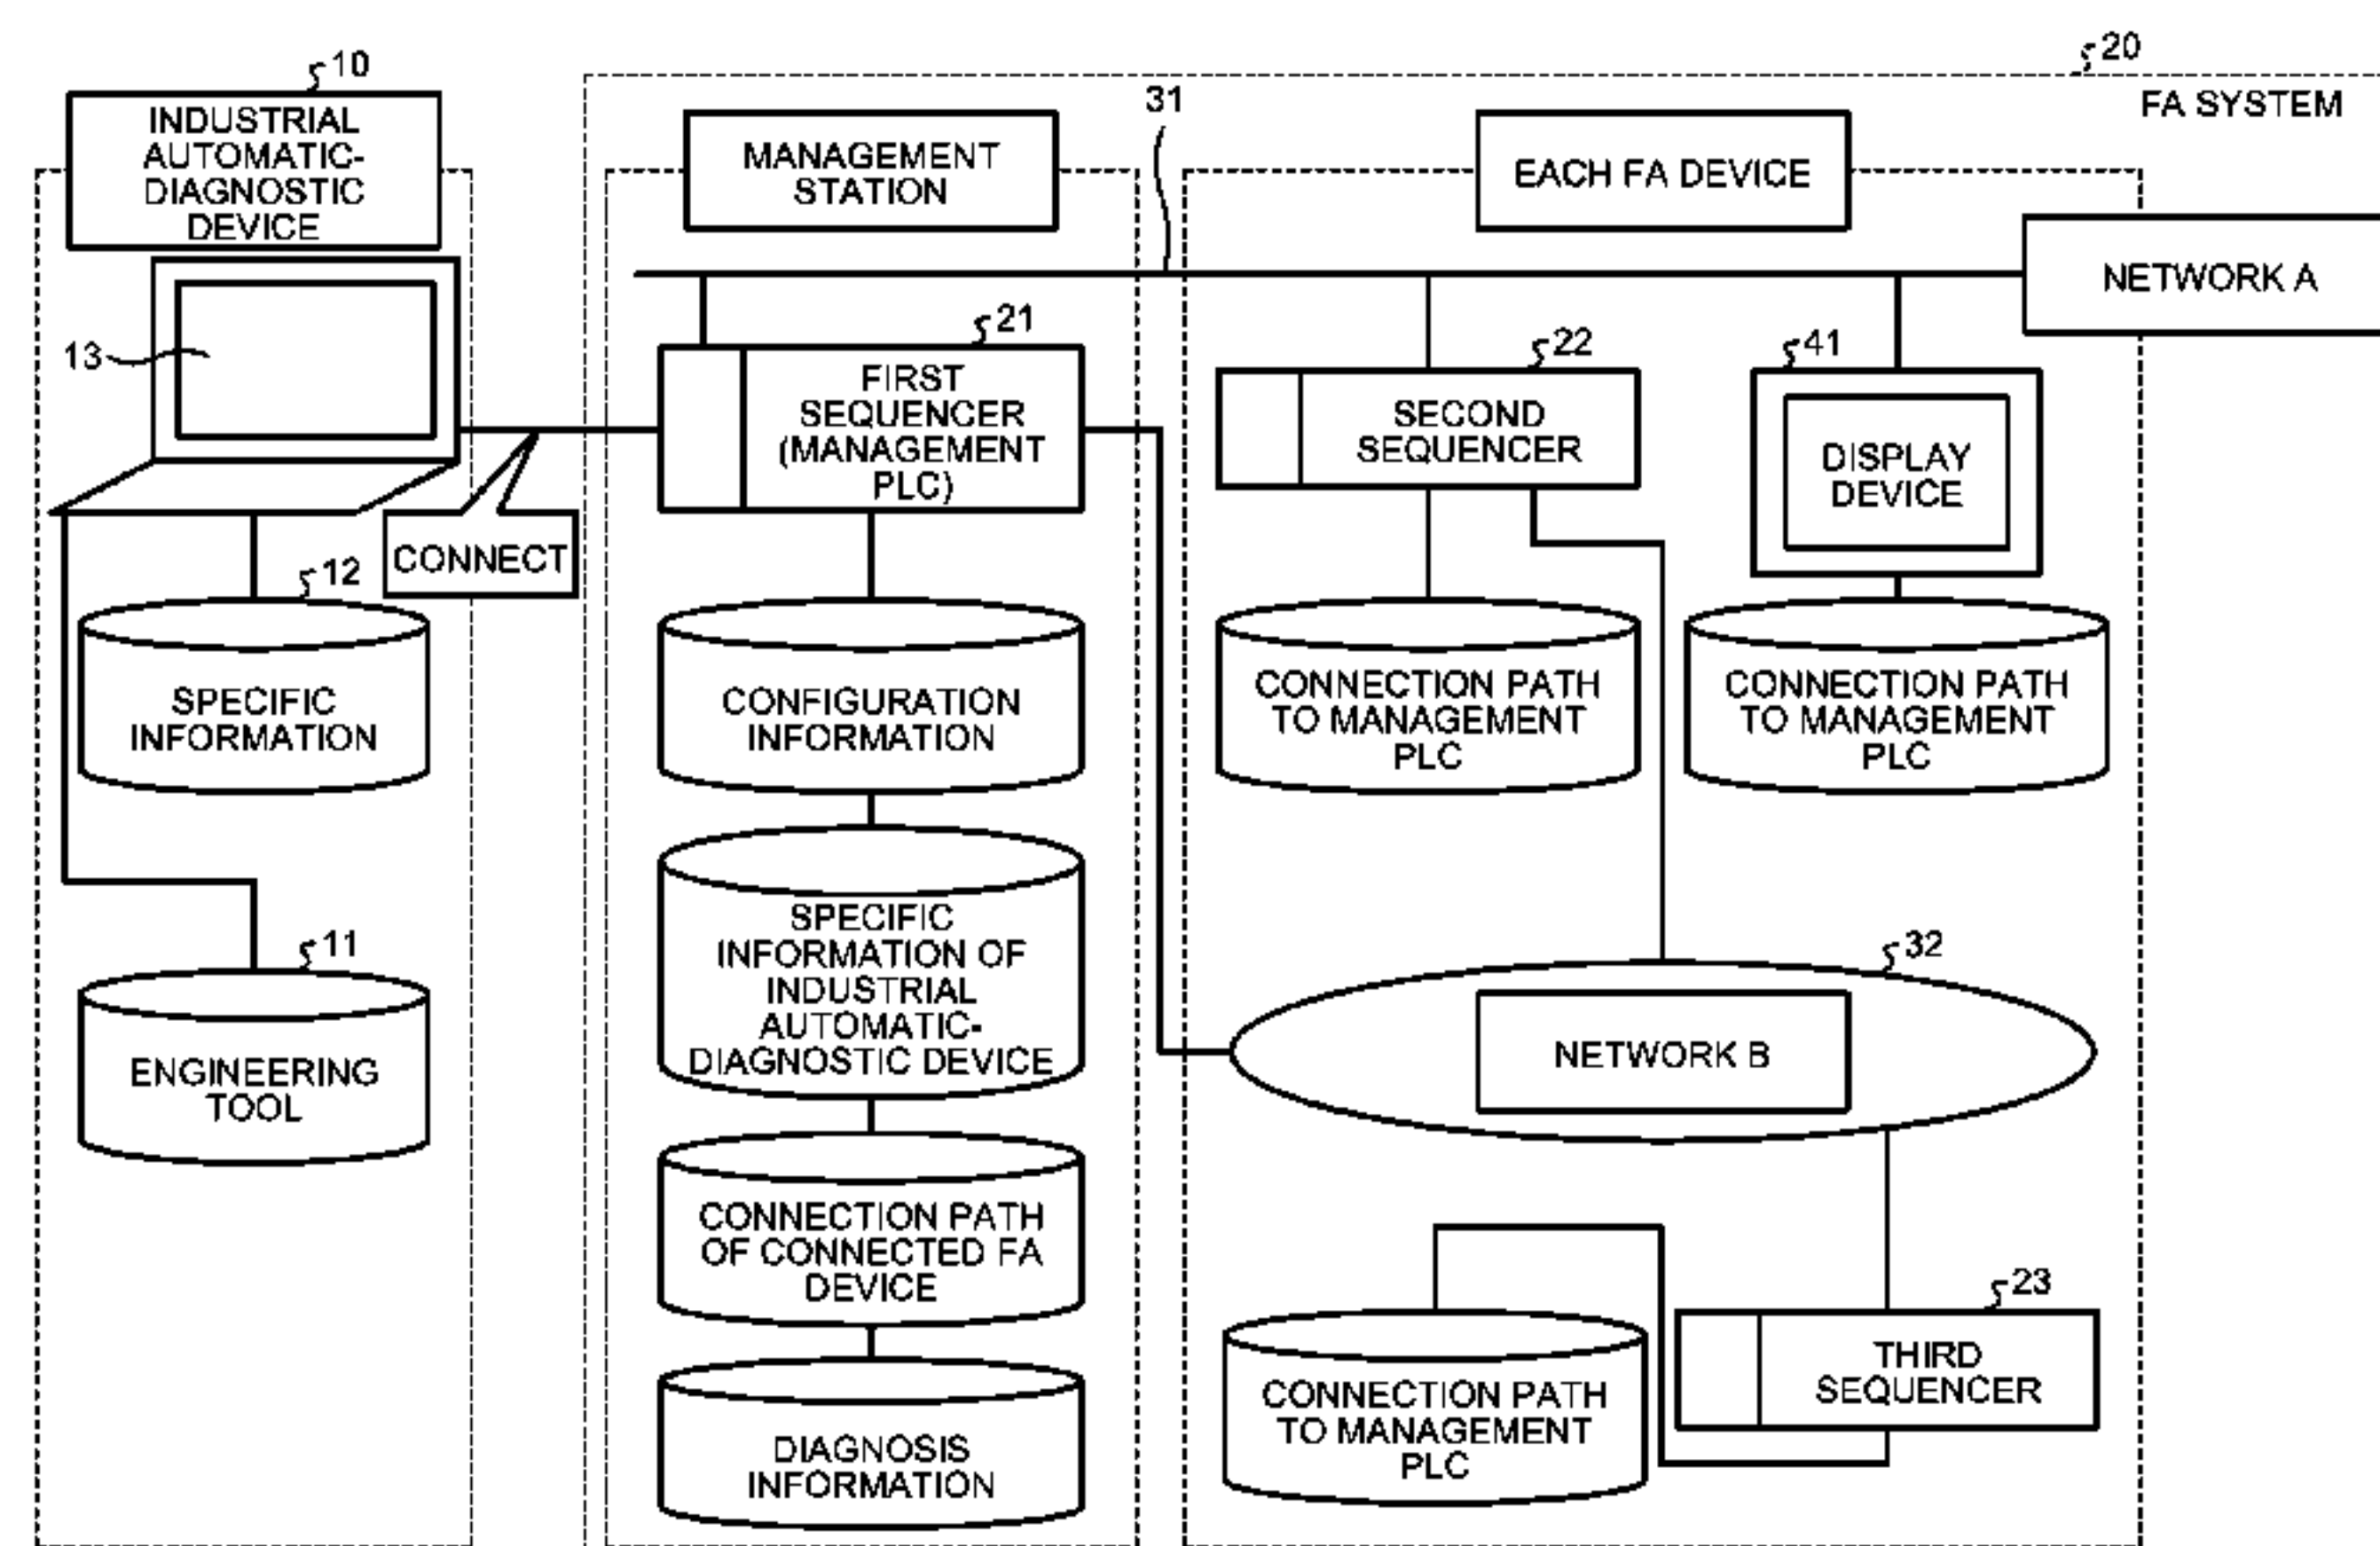 20
FA SYSTEM
10
INDUSTRIAL
AUTOMATIC-
DIAGNOSTIC
DEVICE
13
12
SPECIFIC
INFORMATION
11
ENGINEERING
TOOL
CONNECT
MANAGEMENT
STATION
31
21
FIRST
SEQUENCER
(MANAGEMENT
PLC)
CONFIGURATION
INFORMATION
SPECIFIC
INFORMATION OF
INDUSTRIAL
AUTOMATIC-
DIAGNOSTIC DEVICE
CONNECTION PATH
OF CONNECTED FA
DEVICE
DIAGNOSIS
INFORMATION
EACH FA DEVICE
NETWORK A
22
SECOND
SEQUENCER
41
DISPLAY
DEVICE
CONNECTION PATH
TO MANAGEMENT
PLC
CONNECTION PATH
TO MANAGEMENT
PLC
32
NETWORK B
23
THIRD
SEQUENCER
CONNECTION PATH
TO MANAGEMENT
PLC